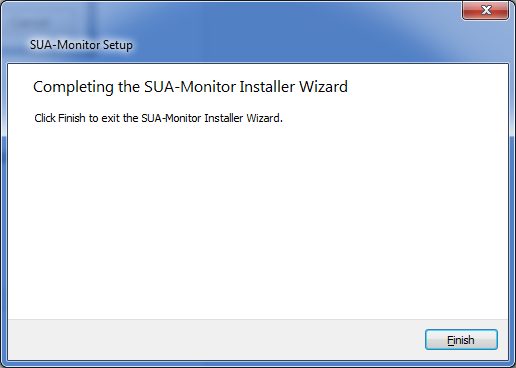 SUA-Monitor Setup
Completing the SUA-Monitor Installer Wizard
Click Finish to exit the SUA-Monitor Installer Wizard.
Finish